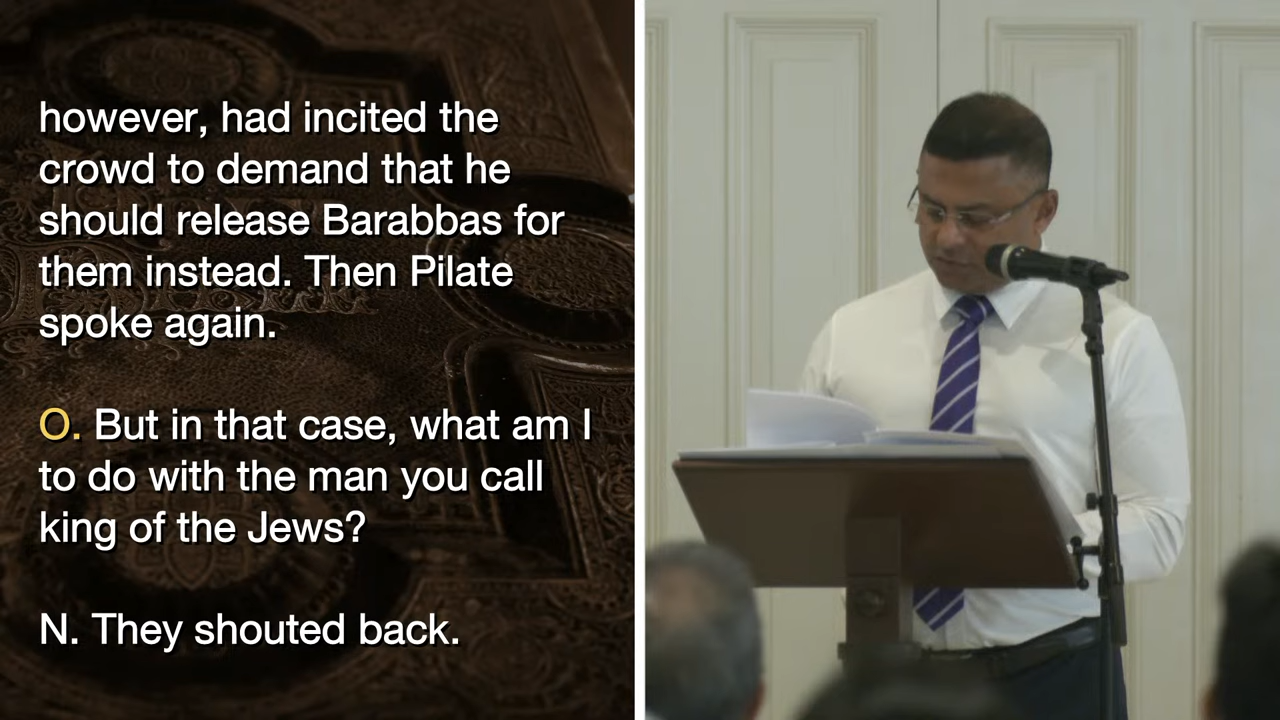 however, had incited the
crowd to demand that he
should release Barabbas for
them instead. Then Pilate
spoke again.
O. But in that case, what am I
to do with the man you call
king of the Jews?
N. They shouted back.